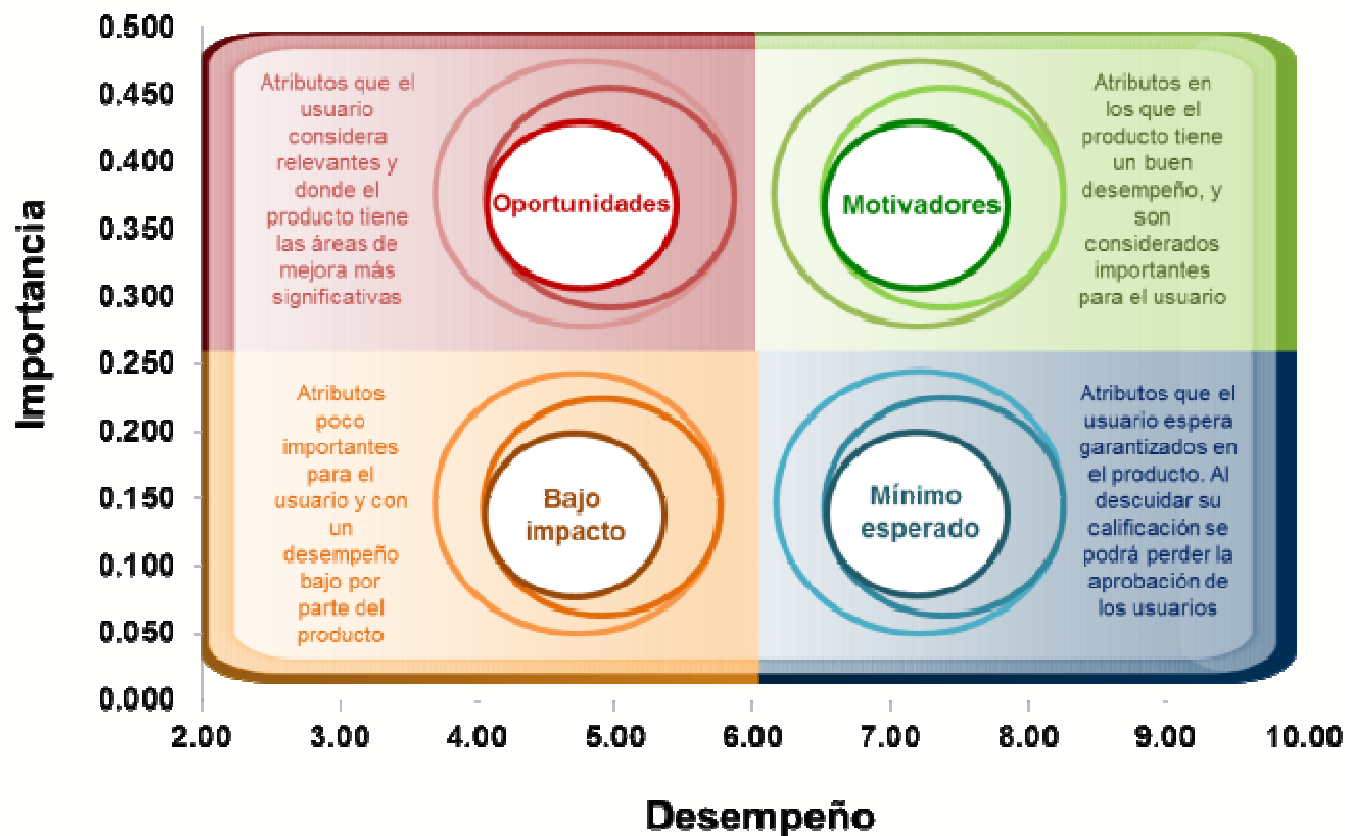 0.500
0.450
0.400
0.350
0.300
0.250
0.200
0.150
0.100
0.050
0.000
Importancia
Atributos que el
usuario
considera
relevantes y
donde el
producto tiene
las áreas de
mejora más
significativas
Oportunidades
Motivadores
Atributos en
los que el
producto tiene
un buen
desempeño, y
son
considerados
importantes
para el usuario
Atributos
poco
importantes
para el
usuario y con
un
desempeño
bajo por
parte del
producto
Bajo
impacto
Mínimo
esperado
Atributos que el
usuario espera
garantizados en
el producto. Al
descuidar su
calificación se
podrá perder la
aprobación de
los usuarios
2.00 3.00 4.00 5.00 6.00 7.00 8.00 9.00 10.00
Desempeño